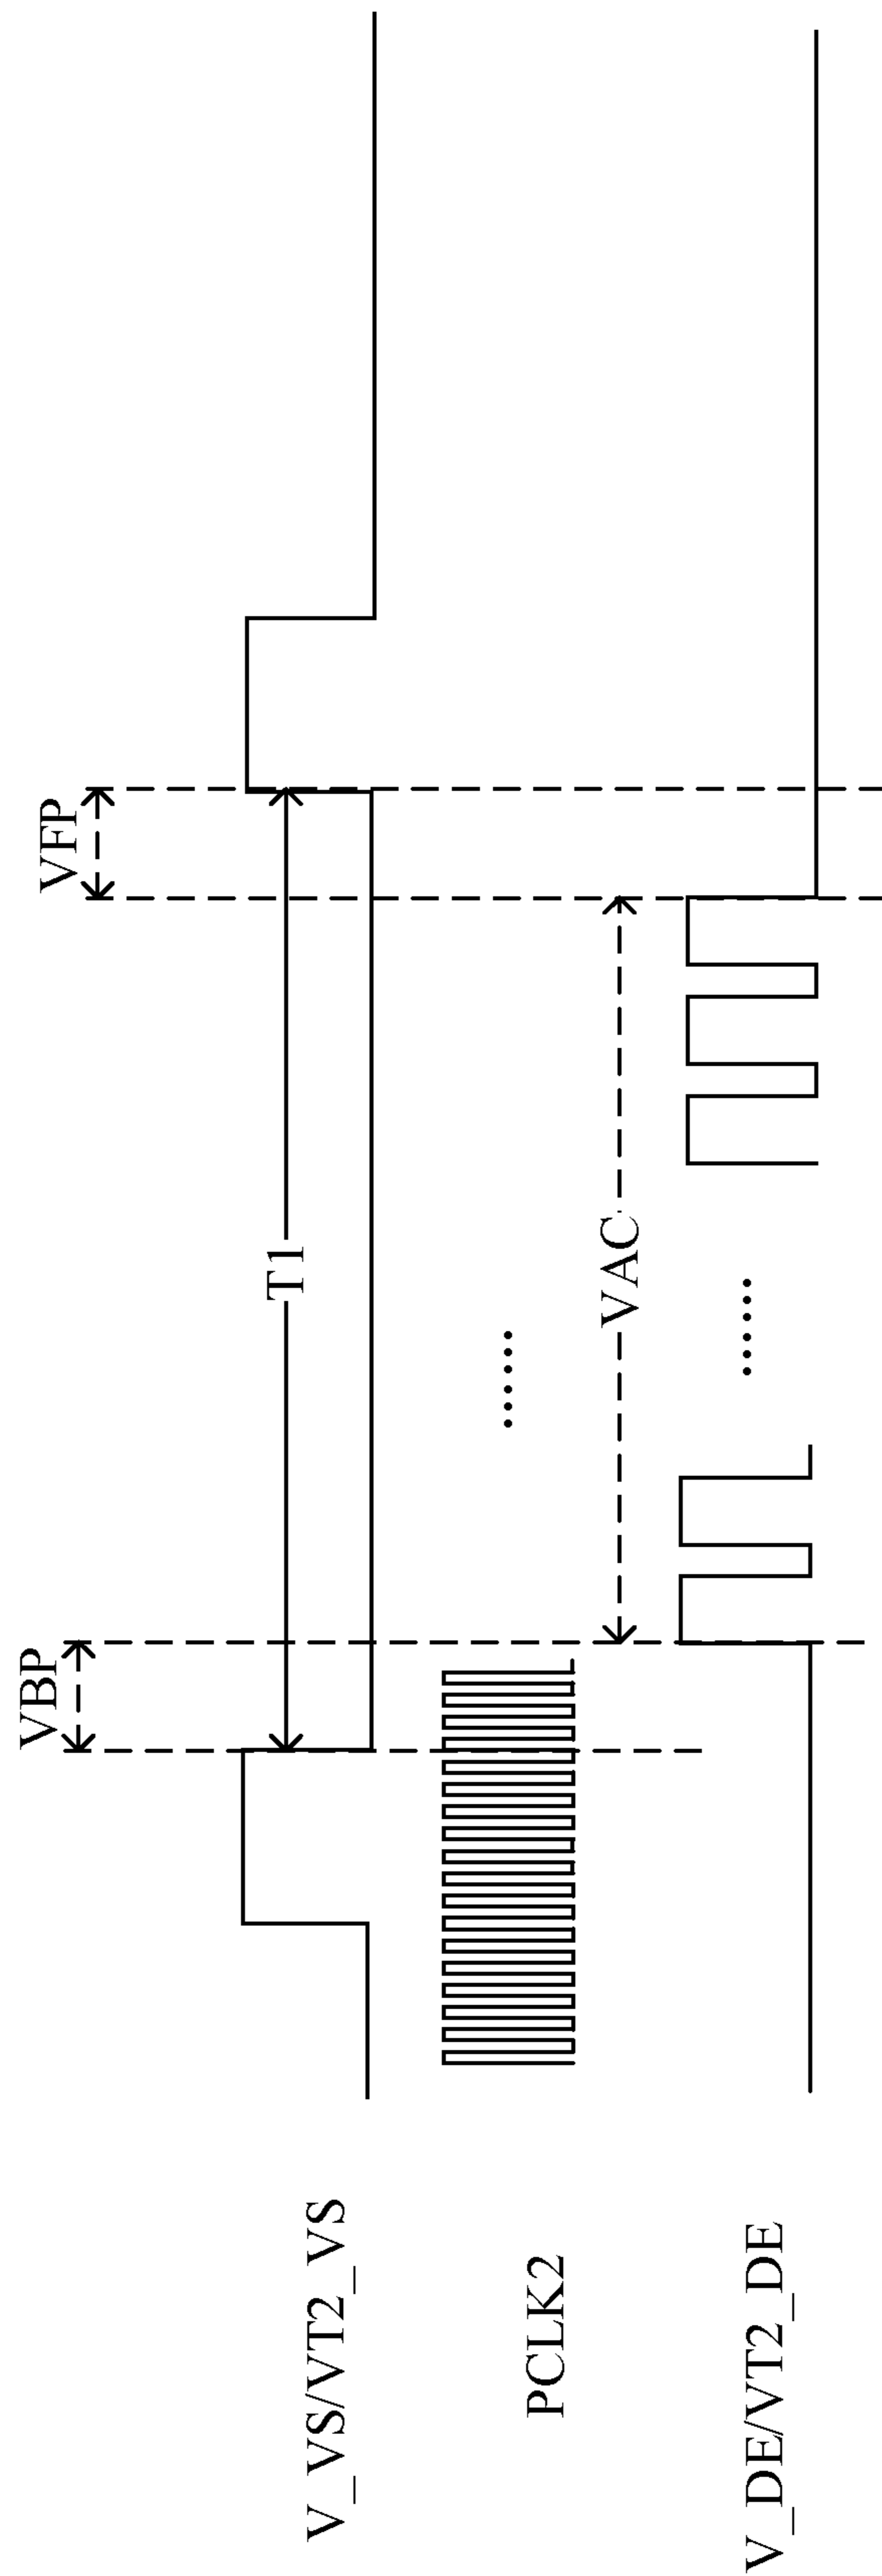 VBP
VFP
V_VS/VT2_VS
T1
PCLK2
......
VAC
V_DE/VT2_DE
......